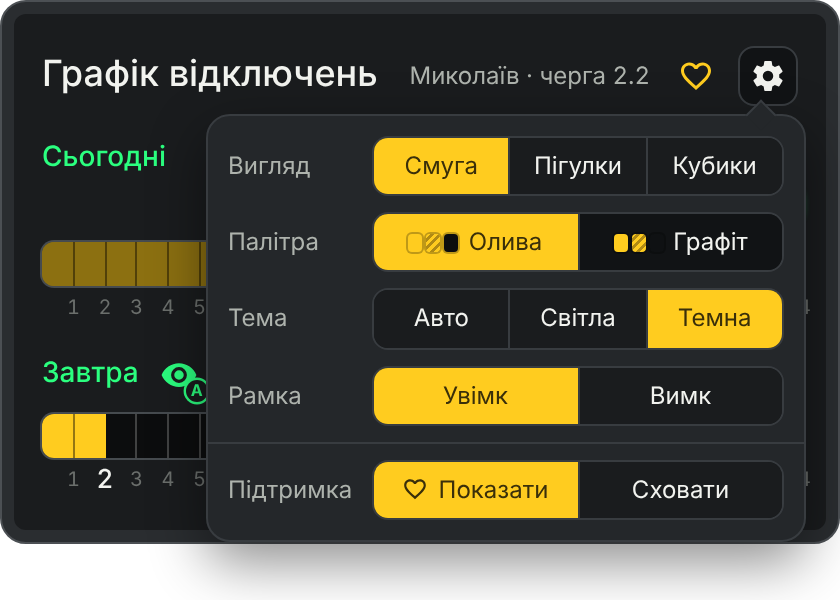 Графік відключень Миколаїв · черга 2.2
Сьогодні
Вигляд Смуга Пігулки Кубики
Палітра Олива Графіт
1 2 3 4 5
Тема Авто Світла Темна
Завтра A
Рамка Увімк Вимк
1 2 3 4 5
Підтримка Показати Сховати